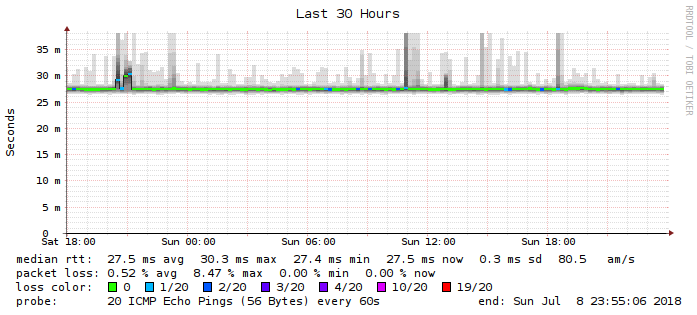 Last 30 Hours
RRDTOOL / TOBI OETIKER
Seconds
35 m
30 m
25 m
20 m
15 m
10 m
5 m
0
Sat 18:00 Sun 00:00 Sun 06:00 Sun 12:00 Sun 18:00
median rtt: 27.5 ms avg 30.3 ms max 27.4 ms min 27.5 ms now 0.3 ms sd 80.5 am/s
packet loss: 0.52 % avg 8.47 % max 0.00 % min 0.00 % now
loss color: 0 1/20 2/20 3/20 4/20 10/20 19/20
probe: 20 ICMP Echo Pings (56 Bytes) every 60s end: Sun Jul 8 23:55:06 2018